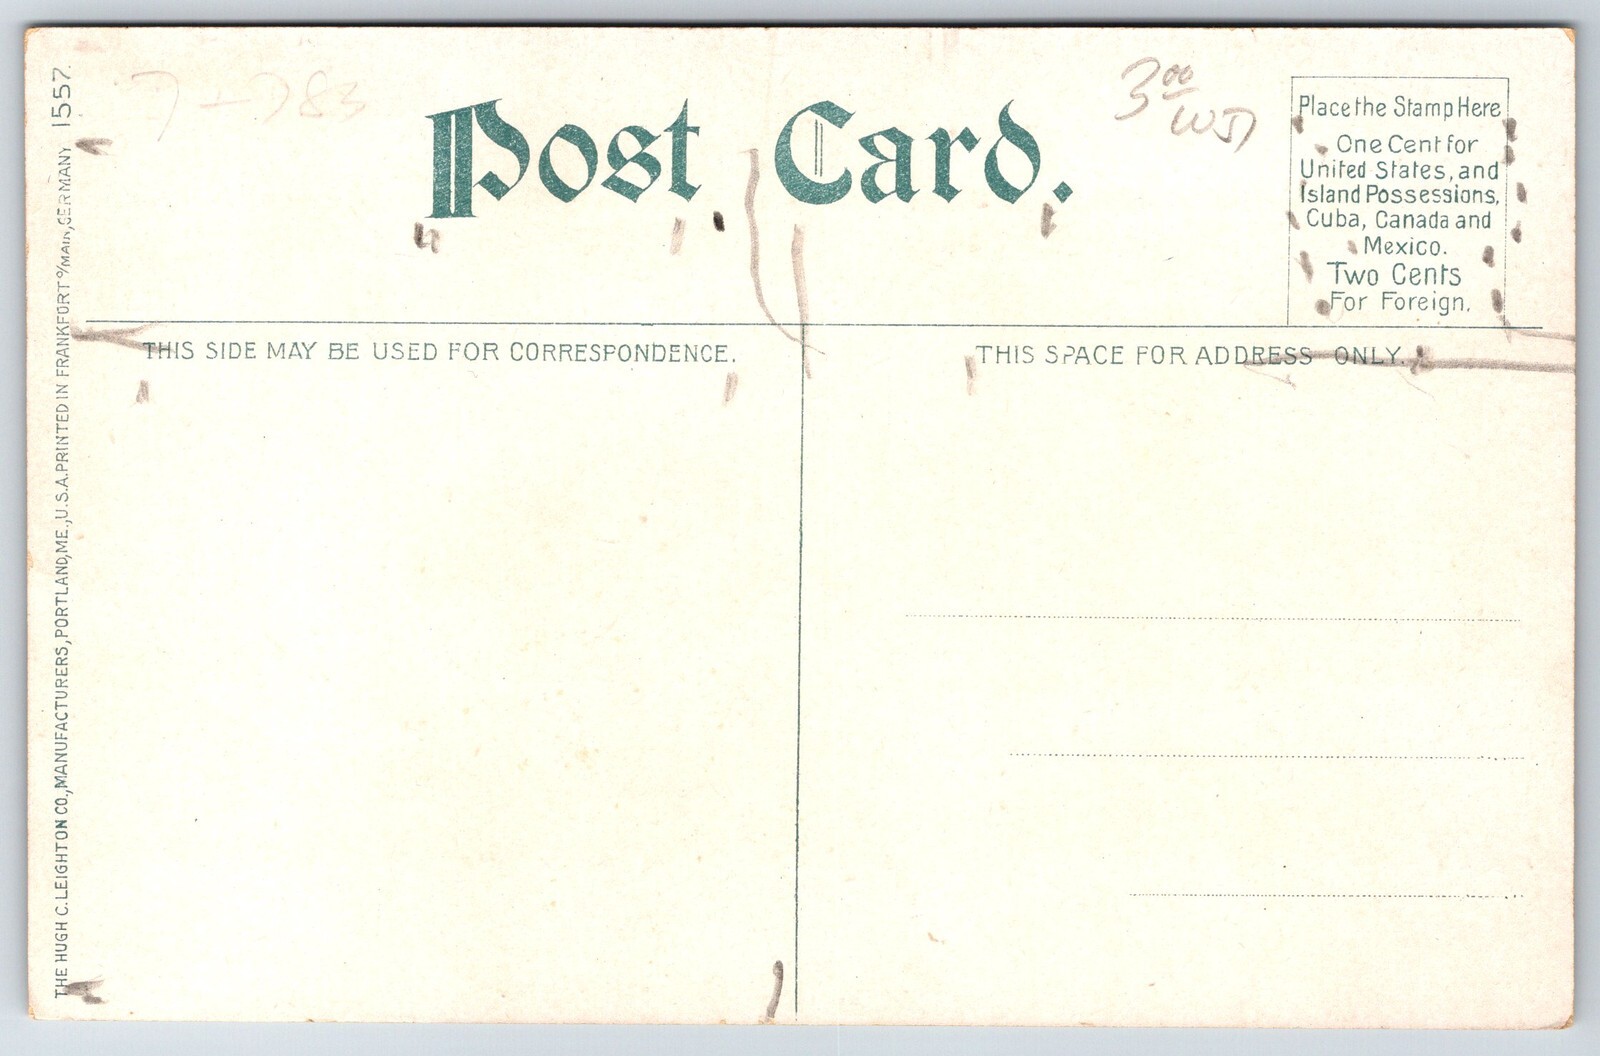 1557.
7-783
Post Card.
3 00
WSD
Place the Stamp Here
One Cent for
United States, and
Island Possessions,
Cuba, Canada and
Mexico.
Two Cents
For Foreign.
THIS SIDE MAY BE USED FOR CORRESPONDENCE.
THIS SPACE FOR ADDRESS ONLY.
THE HUGH C. LEIGHTON CO., MANUFACTURERS, PORTLAND, ME., U.S.A. PRINTED IN FRANKFORT o/MAIN, GERMANY